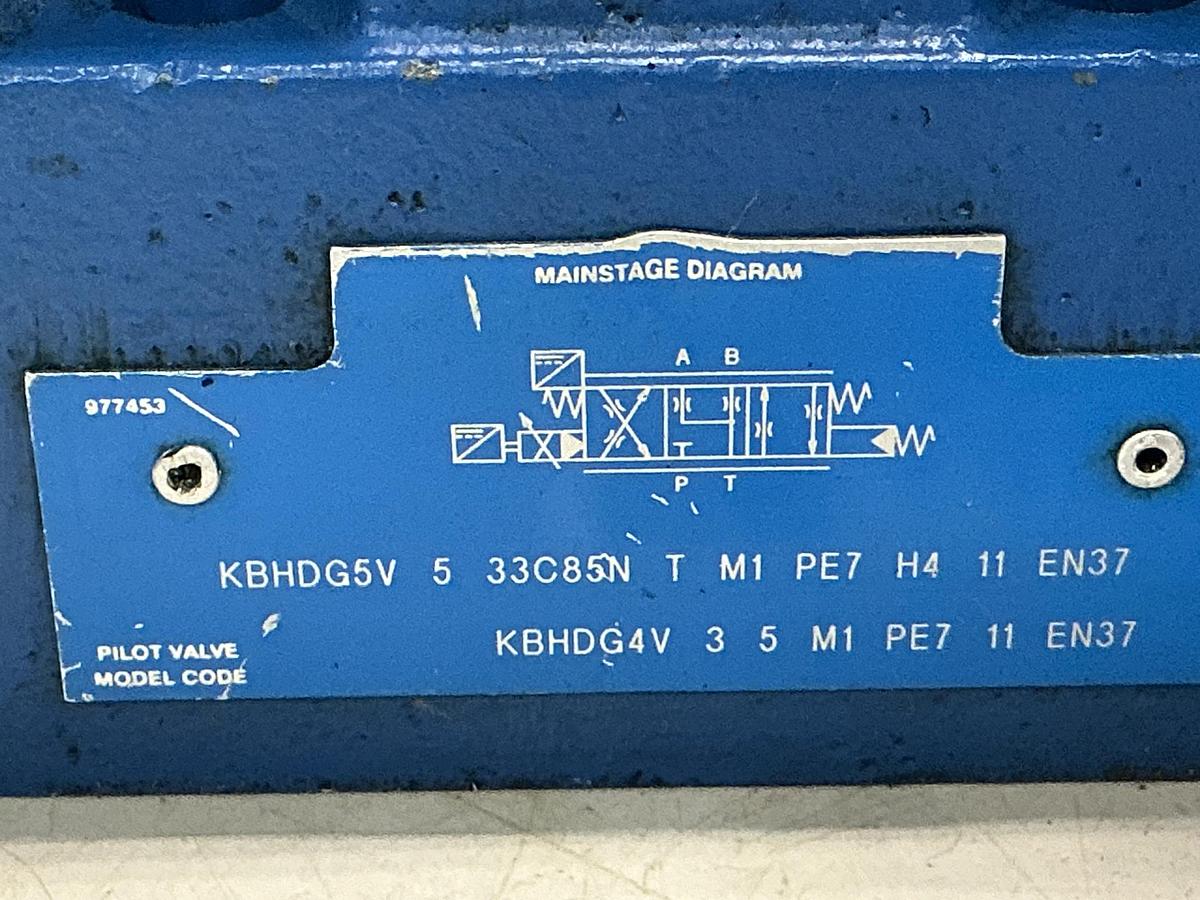 MAINSTAGE DIAGRAM
A B
977453
T
P T
KBHDG5V 5 33C85N T M1 PE7 H4 11 EN37
KBHDG4V 3 5 M1 PE7 11 EN37
PILOT VALVE
MODEL CODE